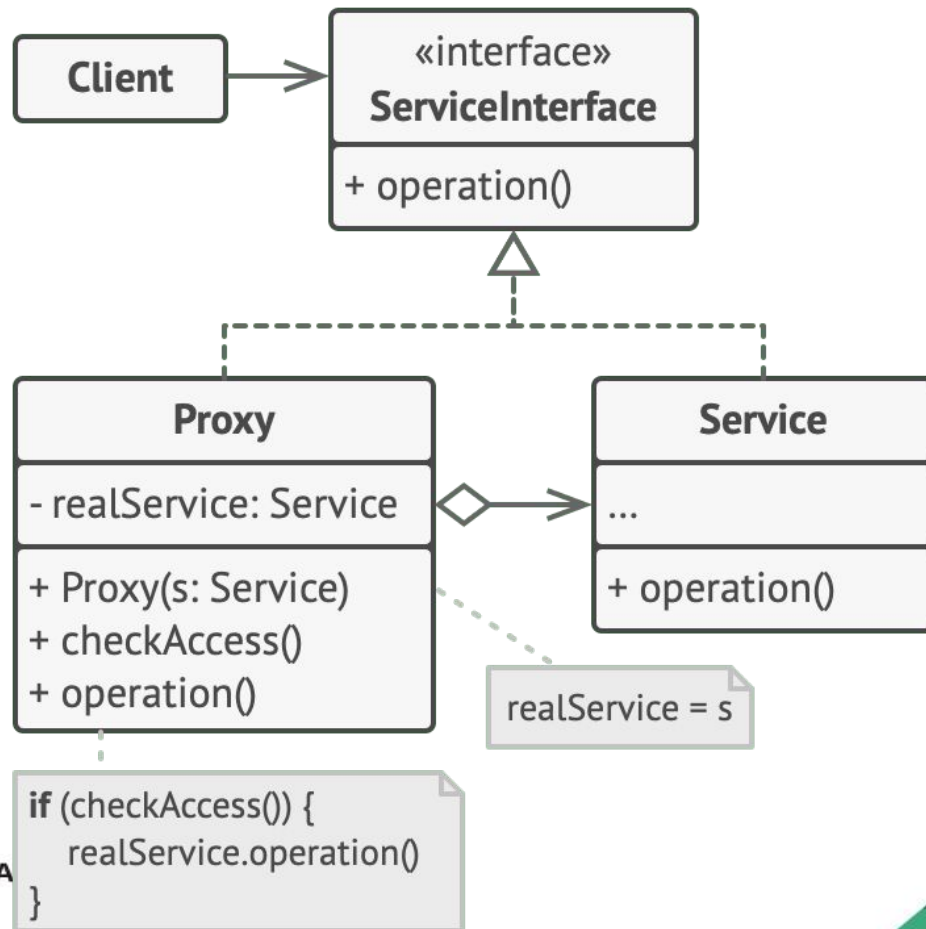 Client
«interface»
ServiceInterface
+ operation()
Proxy
- realService: Service
+ Proxy(s: Service)
+ checkAccess()
+ operation()
Service
...
+ operation()
realService = s
if (checkAccess()) {
realService.operation()
}
A